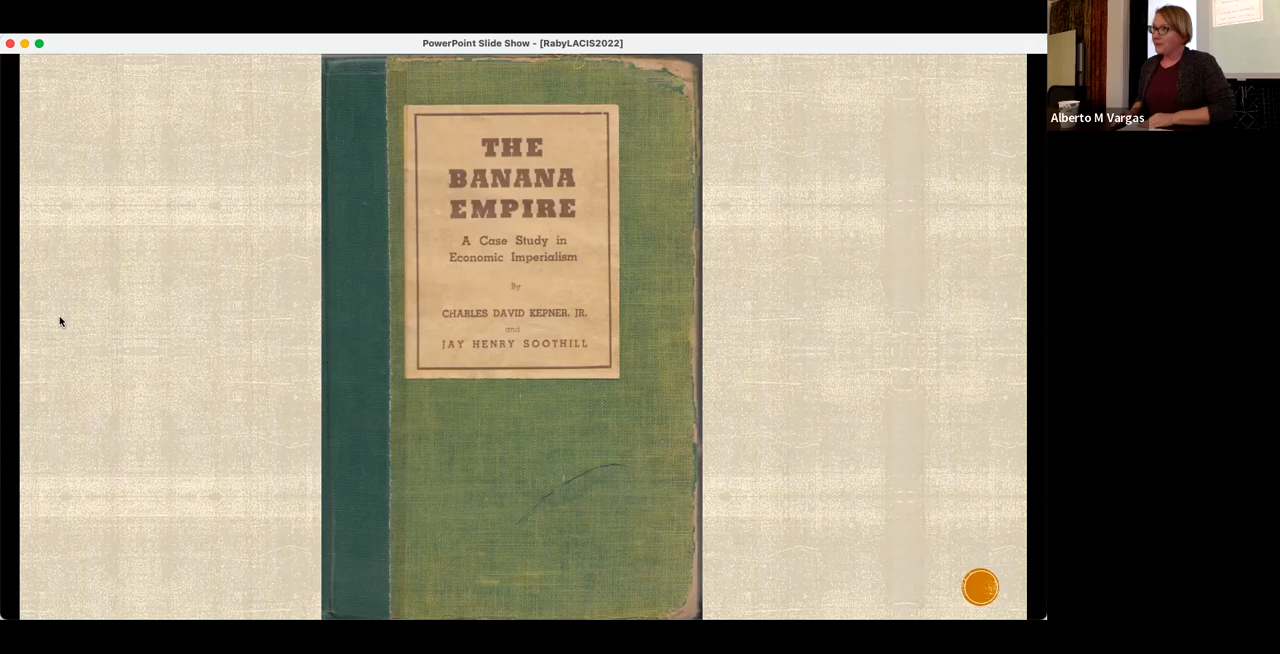 PowerPoint Slide Show - [RabyLACIS2022]
THE
BANANA
EMPIRE
A Case Study in
Economic Imperialism
By
CHARLES DAVID KEPNER, JR.
and
JAY HENRY SOOTHILL
Alberto M Vargas